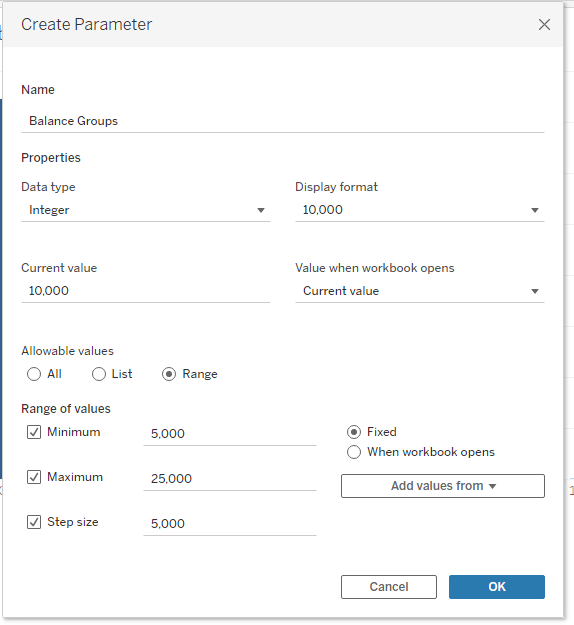 Create Parameter
Name
Balance Groups
Properties
Data type
Display format
Integer
10,000
Current value
Value when workbook opens
10,000
Current value
Allowable values
All
List
Range
Range of values
Minimum
5,000
Fixed
When workbook opens
Maximum
25,000
Add values from
Step size
5,000
Cancel
OK